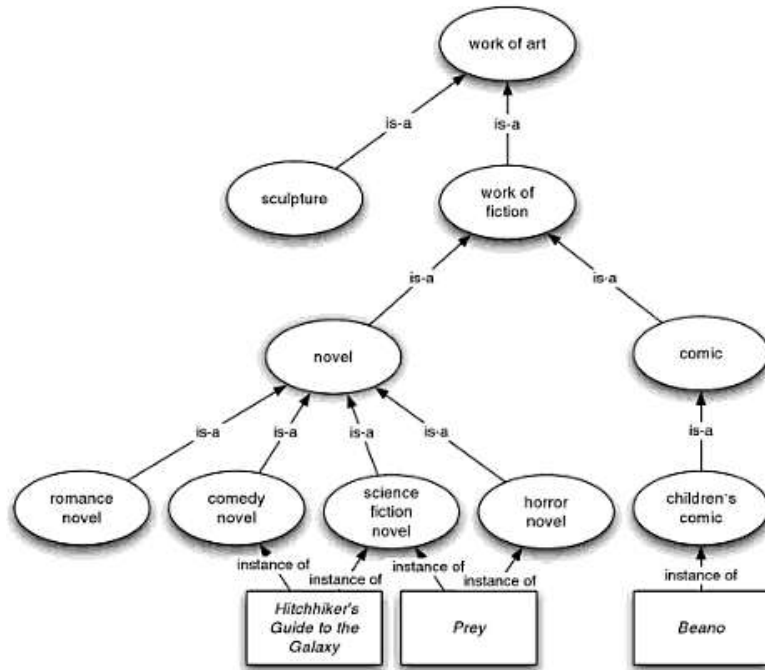 work of art
is-a
is-a
sculpture
work of
fiction
is-a
is-a
novel
comic
is-a
is-a
is-a
is-a
is-a
romance
novel
comedy
novel
science
fiction
novel
horror
novel
children's
comic
instance of
instance of
instance of
instance of
instance of
Hitchhiker's
Guide to the
Galaxy
Prey
Beano